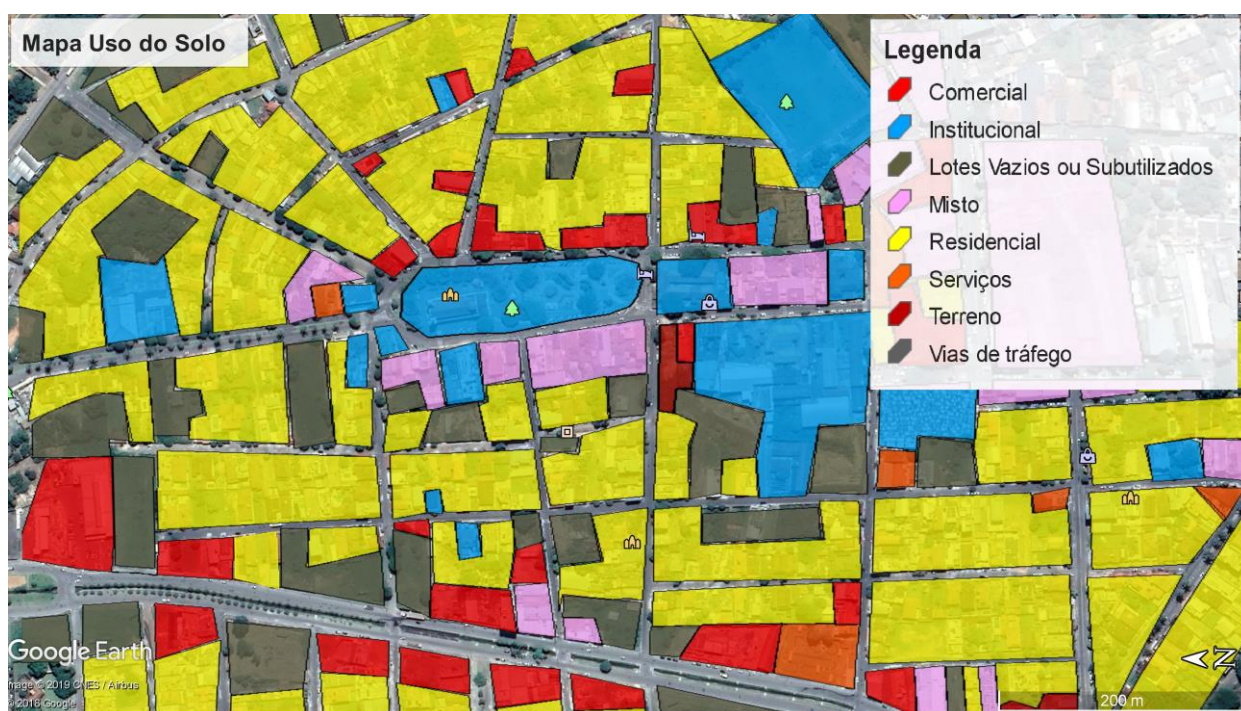 Mapa Uso do Solo
Legenda
Comercial
Institucional
Lotes Vazios ou Subutilizados
Misto
Residencial
Serviços
Terreno
Vias de tráfego
Google Earth
Image © 2019 CNES / Airbus
© 2018 Google
N
200 m